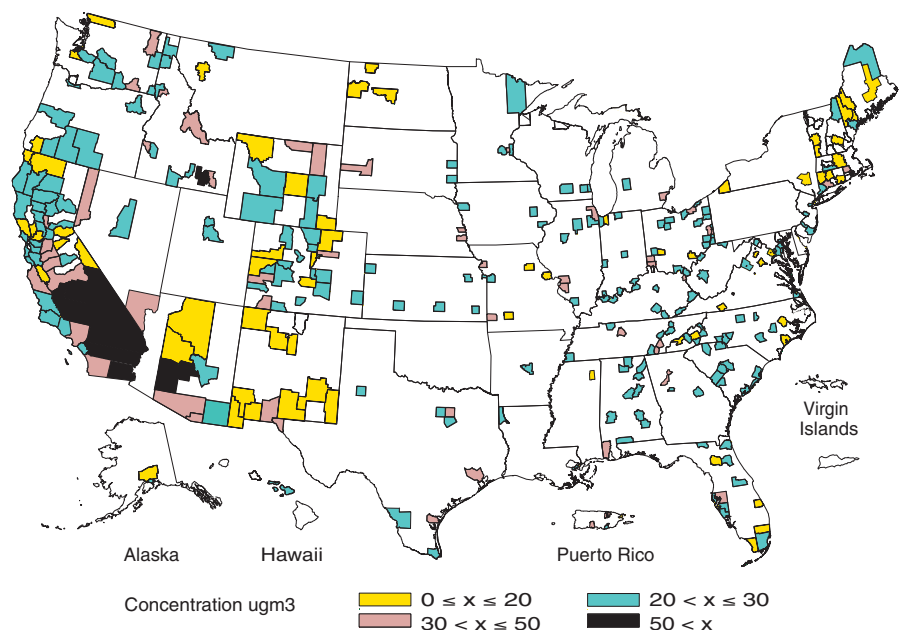 Virgin
Islands
Alaska
Hawaii
Puerto Rico
Concentration ugm3
0 ≤ x ≤ 20
20 < x ≤ 30
30 < x ≤ 50
50 < x